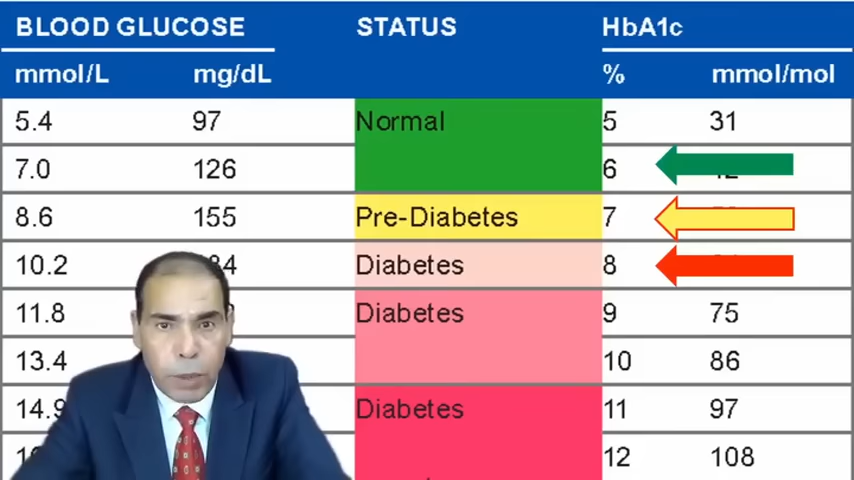 BLOOD GLUCOSE STATUS HbA1c
mmol/L mg/dL % mmol/mol
5.4 97 Normal 5 31
7.0 126 6
8.6 155 Pre-Diabetes 7
10.2 Diabetes 8
11.8 Diabetes 9 75
13.4 10 86
14.9 Diabetes 11 97
12 108